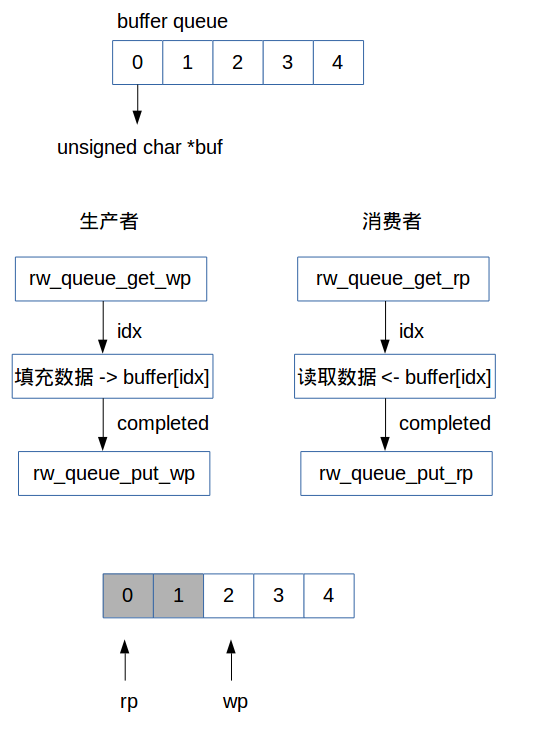 buffer queue
0 1 2 3 4
unsigned char *buf
生产者 消费者
rw_queue_get_wp rw_queue_get_rp
idx idx
填充数据 -> buffer[idx] 读取数据 <- buffer[idx]
completed completed
rw_queue_put_wp rw_queue_put_rp
0 1 2 3 4
rp wp